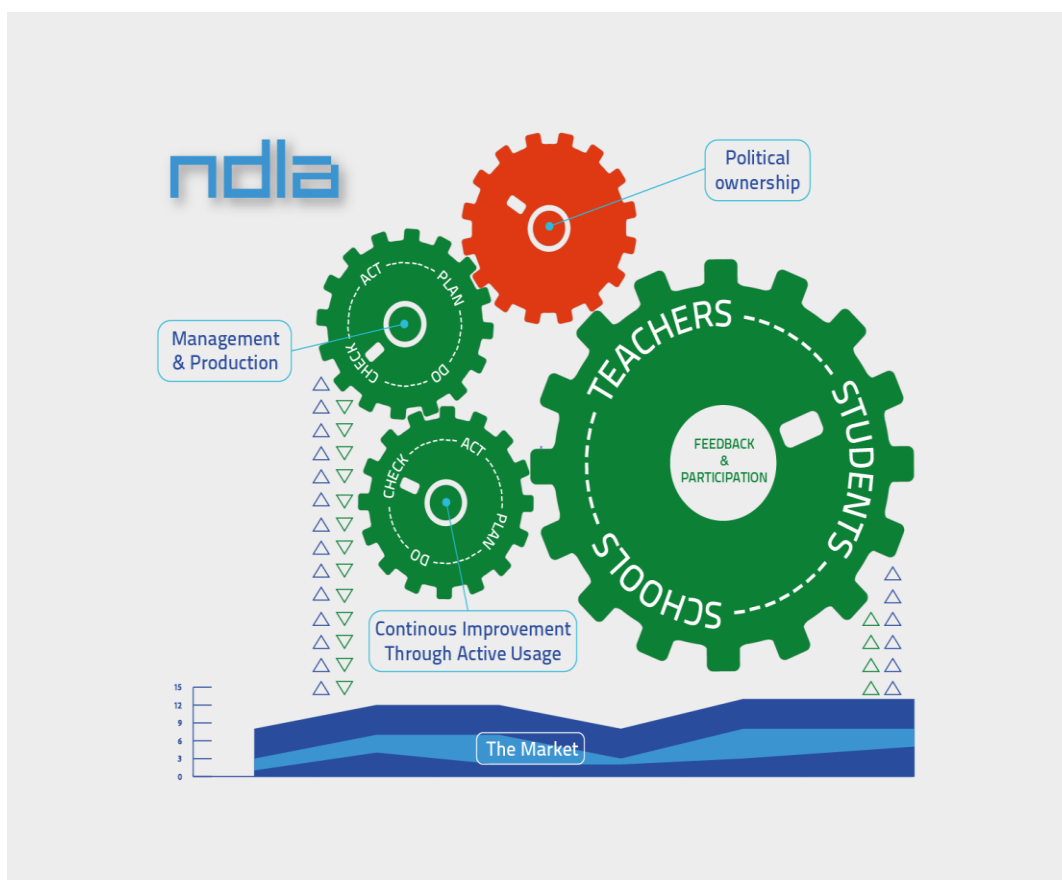 ndla
Political
ownership
ACT
PLAN
DO
CHECK
Management
& Production
TEACHERS
STUDENTS
SCHOOLS
FEEDBACK
&
PARTICIPATION
ACT
PLAN
DO
CHECK
Continous Improvement
Through Active Usage
15
12
9
6
3
0
The Market